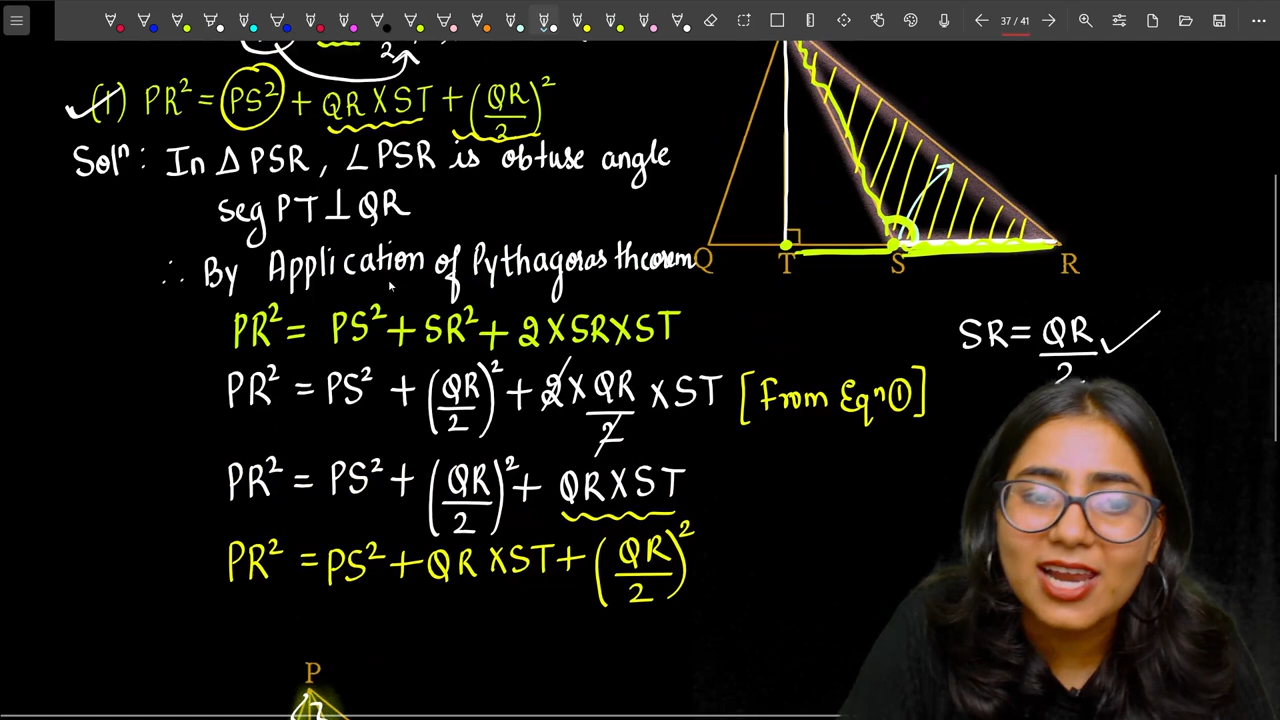 37 / 41
2
(1) PR² = PS² + QR X ST + (QR/2)²
Solⁿ : In Δ PSR, ∠PSR is obtuse angle
seg PT ⊥ QR
∴ By Application of Pythagoras theorem
PR² = PS² + SR² + 2 X SR X ST
PR² = PS² + (QR/2)² + 2 X QR/2 X ST [From Eqⁿ ①]
PR² = PS² + (QR/2)² + QR X ST
PR² = PS² + QR X ST + (QR/2)²
Q T S R
SR = QR/2
P